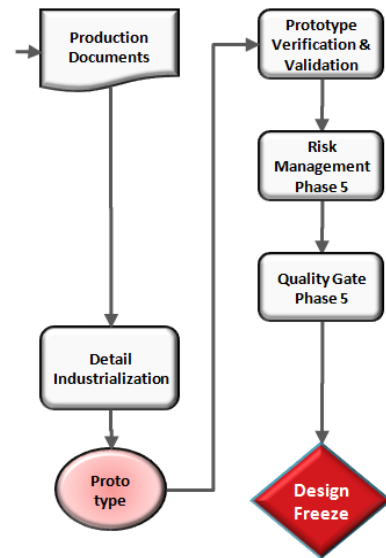 Production
Documents
Detail
Industrialization
Proto
type
Prototype
Verification &
Validation
Risk
Management
Phase 5
Quality Gate
Phase 5
Design
Freeze